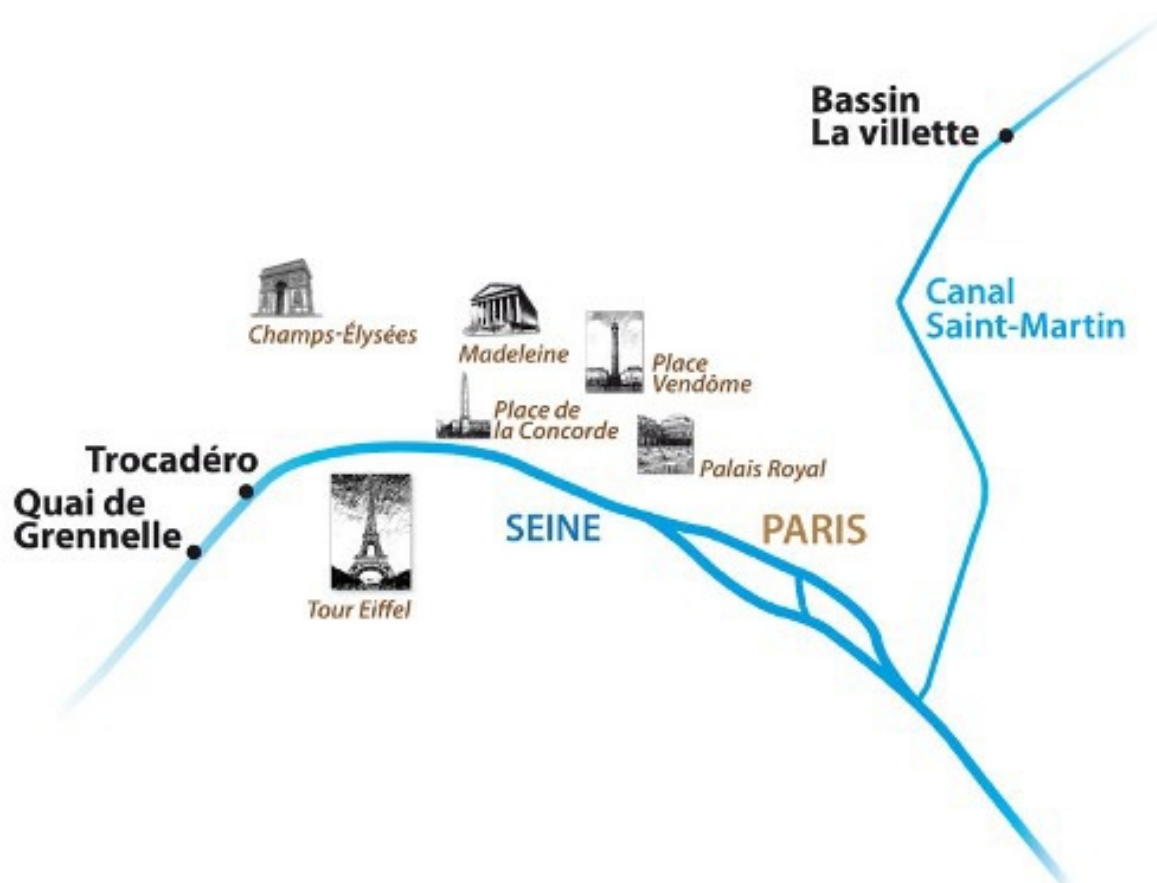 Bassin
La villette
Canal
Saint-Martin
Champs-Élysées
Madeleine
Place
Vendôme
Place de
la Concorde
Palais Royal
Trocadéro
Quai de
Grennelle
SEINE
PARIS
Tour Eiffel